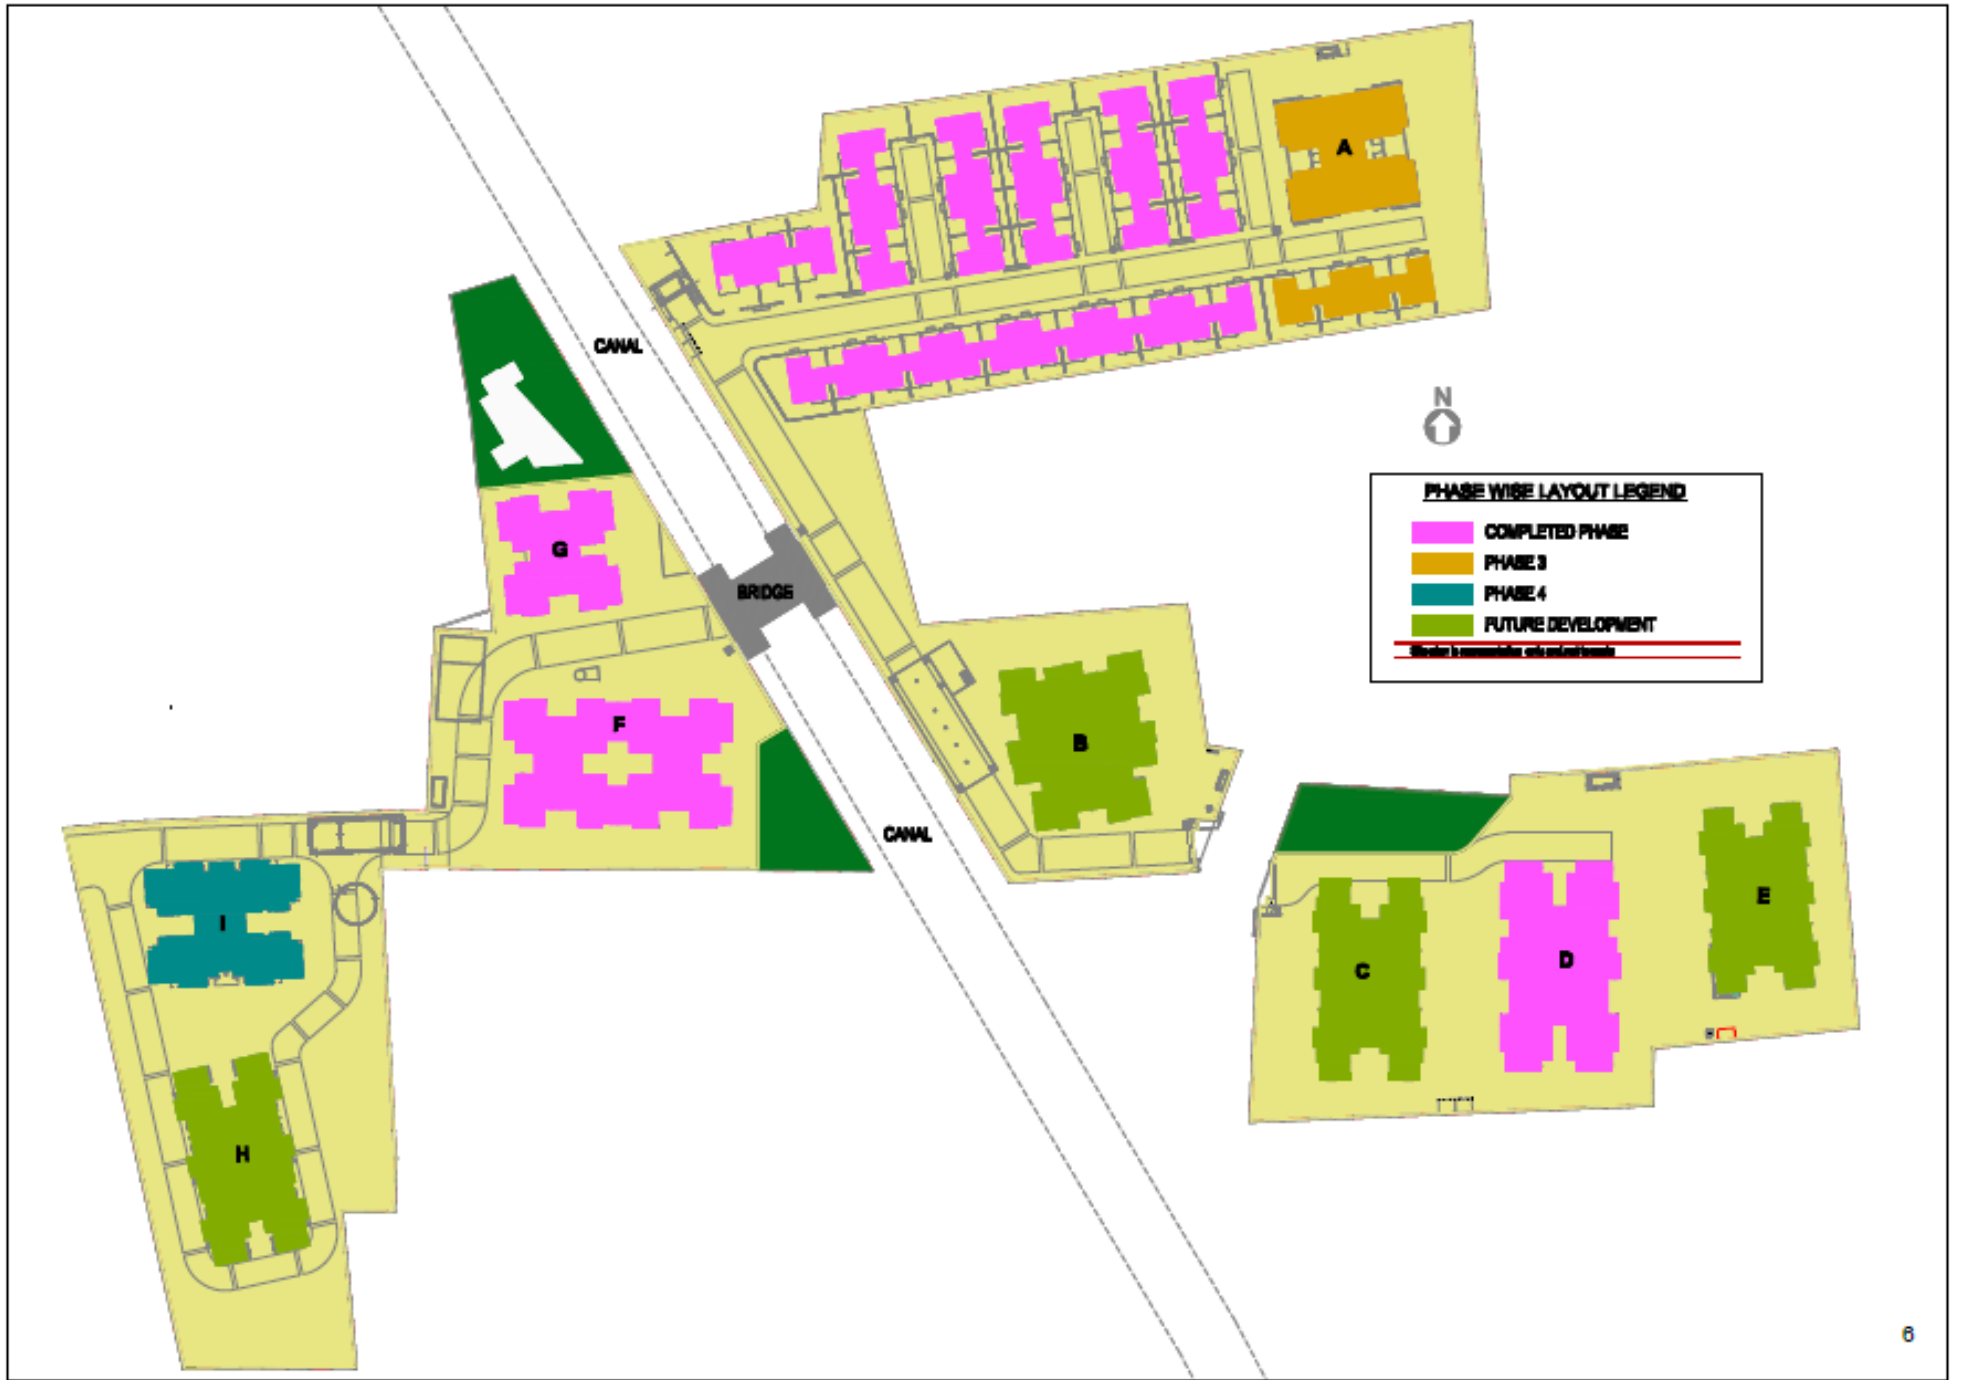 A
CANAL
N
PHASE WISE LAYOUT LEGEND
COMPLETED PHASE
PHASE 3
PHASE 4
FUTURE DEVELOPMENT
G
BRIDGE
F
B
CANAL
I
C
D
E
H
6